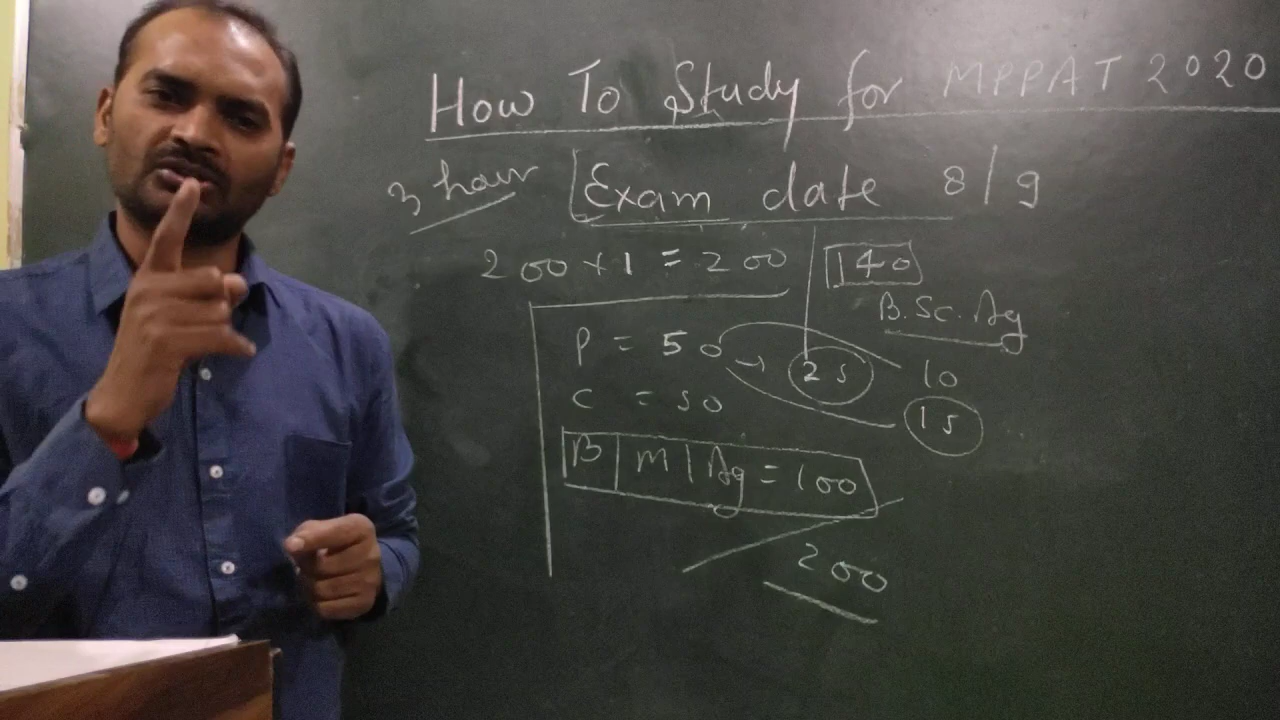 How To Study for MPPAT 2020
3 hour Exam date 8/9
200 x 1 = 200 140
B.Sc. Ag
P = 50 → 25 10
C = 50 15
B | M | Ag = 100
200